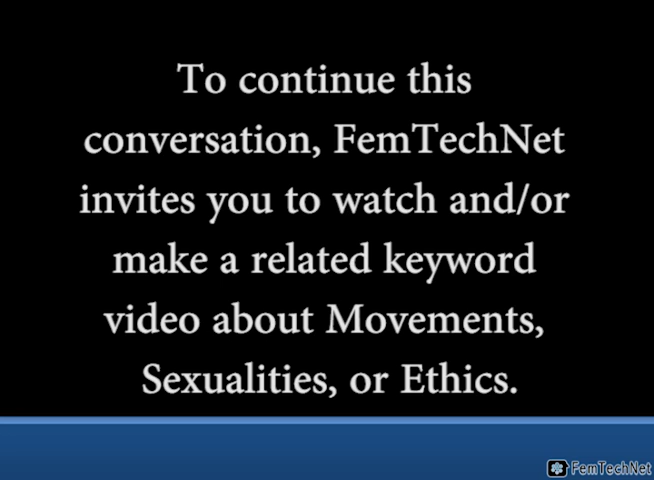 To continue this
conversation, FemTechNet
invites you to watch and/or
make a related keyword
video about Movements,
Sexualities, or Ethics.
FemTechNet